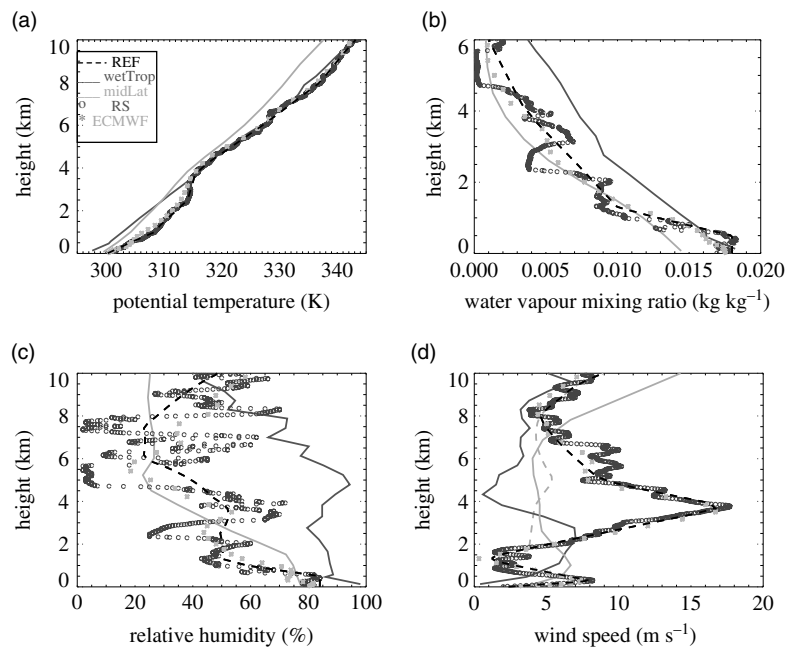 (a)
10
8
6
4
2
0
height (km)
300 310 320 330 340
potential temperature (K)
REF
wetTrop
midLat
RS
ECMWF
(b)
6
4
2
0
height (km)
0.000 0.005 0.010 0.015 0.020
water vapour mixing ratio (kg kg⁻¹)
(c)
10
8
6
4
2
0
height (km)
0 20 40 60 80 100
relative humidity (%)
(d)
10
8
6
4
2
0
height (km)
0 5 10 15 20
wind speed (m s⁻¹)